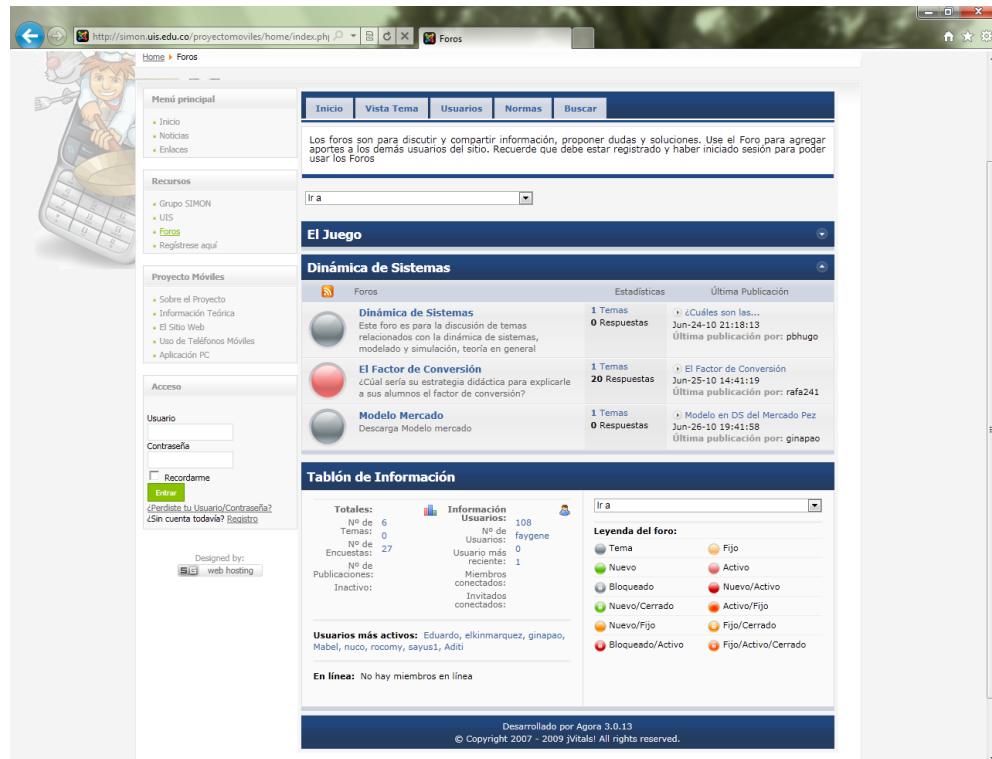 http://simon.uis.edu.co/proyectomoviles/home/index.ph
Foros
Home Foros
Menú principal
Inicio
Noticias
Enlaces
Recursos
Grupo SIMON
UIS
Foros
Regístrese aquí
Proyecto Móviles
Sobre el Proyecto
Información Teórica
El Sitio Web
Uso de Teléfonos Móviles
Aplicación PC
Acceso
Usuario
Contraseña
Recordarme
Entrar
¿Perdiste tu Usuario/Contraseña?
¿Sin cuenta todavía? Registro
Designed by:
SiG web hosting
Inicio Vista Tema Usuarios Normas Buscar
Los foros son para discutir y compartir información, proponer dudas y soluciones. Use el Foro para agregar
aportes a los demás usuarios del sitio. Recuerde que debe estar registrado y haber iniciado sesión para poder
usar los Foros
Ir a
El Juego
Dinámica de Sistemas
Foros Estadísticas Última Publicación
Dinámica de Sistemas
Este foro es para la discusión de temas
relacionados con la dinámica de sistemas,
modelado y simulación, teoría en general
1 Temas
0 Respuestas
¿Cuáles son las...
Jun-24-10 21:18:13
Última publicación por: pbhugo
El Factor de Conversión
¿Cúal sería su estrategia didáctica para explicarle
a sus alumnos el factor de conversión?
1 Temas
20 Respuestas
El Factor de Conversión
Jun-25-10 14:41:19
Última publicación por: rafa241
Modelo Mercado
Descarga Modelo mercado
1 Temas
0 Respuestas
Modelo en DS del Mercado Pez
Jun-26-10 19:41:58
Última publicación por: ginapao
Tablón de Información
Totales:
Nº de
Temas:
Nº de
Encuestas:
Nº de
Publicaciones:
Inactivo:
6
0
27
Información
Usuarios:
Nº de
Usuarios:
Usuario más
reciente:
Miembros
conectados:
Invitados
conectados:
108
faygene
0
1
Usuarios más activos: Eduardo, elkinmarquez, ginapao,
Mabel, nuco, rocomy, sayus1, Aditi
En línea: No hay miembros en línea
Ir a
Leyenda del foro:
Tema Fijo
Nuevo Activo
Bloqueado Nuevo/Activo
Nuevo/Cerrado Activo/Fijo
Nuevo/Fijo Fijo/Cerrado
Bloqueado/Activo Fijo/Activo/Cerrado
Desarrollado por Agora 3.0.13
© Copyright 2007 - 2009 jVitals! All rights reserved.